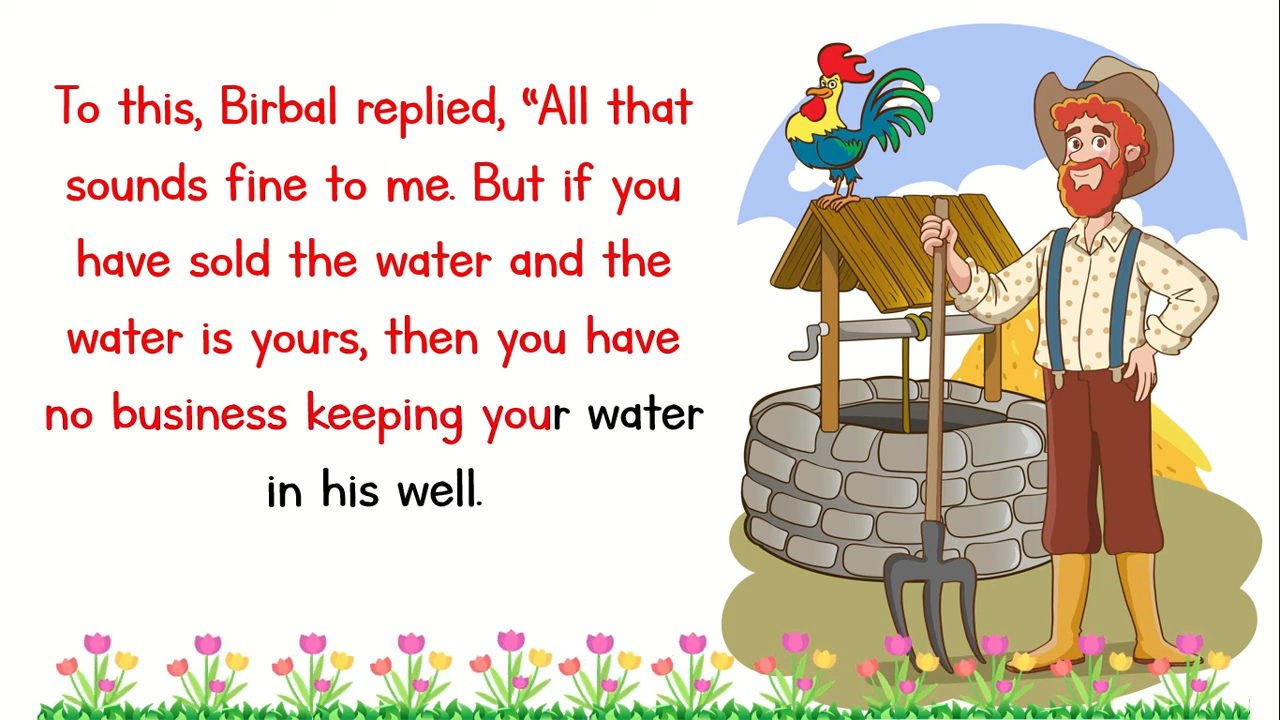 To this, Birbal replied, “All that
sounds fine to me. But if you
have sold the water and the
water is yours, then you have
no business keeping your water
in his well.